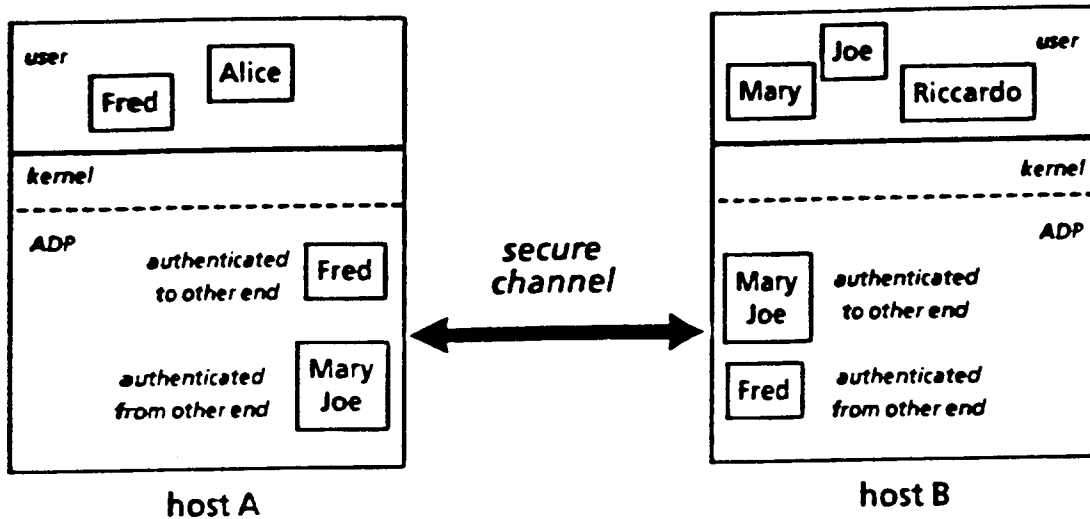 user
Alice
Fred
kernel
ADP
authenticated
to other end
Fred
authenticated
from other end
Mary
Joe
host A
secure
channel
Joe
user
Mary
Riccardo
kernel
ADP
Mary
Joe
authenticated
to other end
Fred
authenticated
from other end
host B